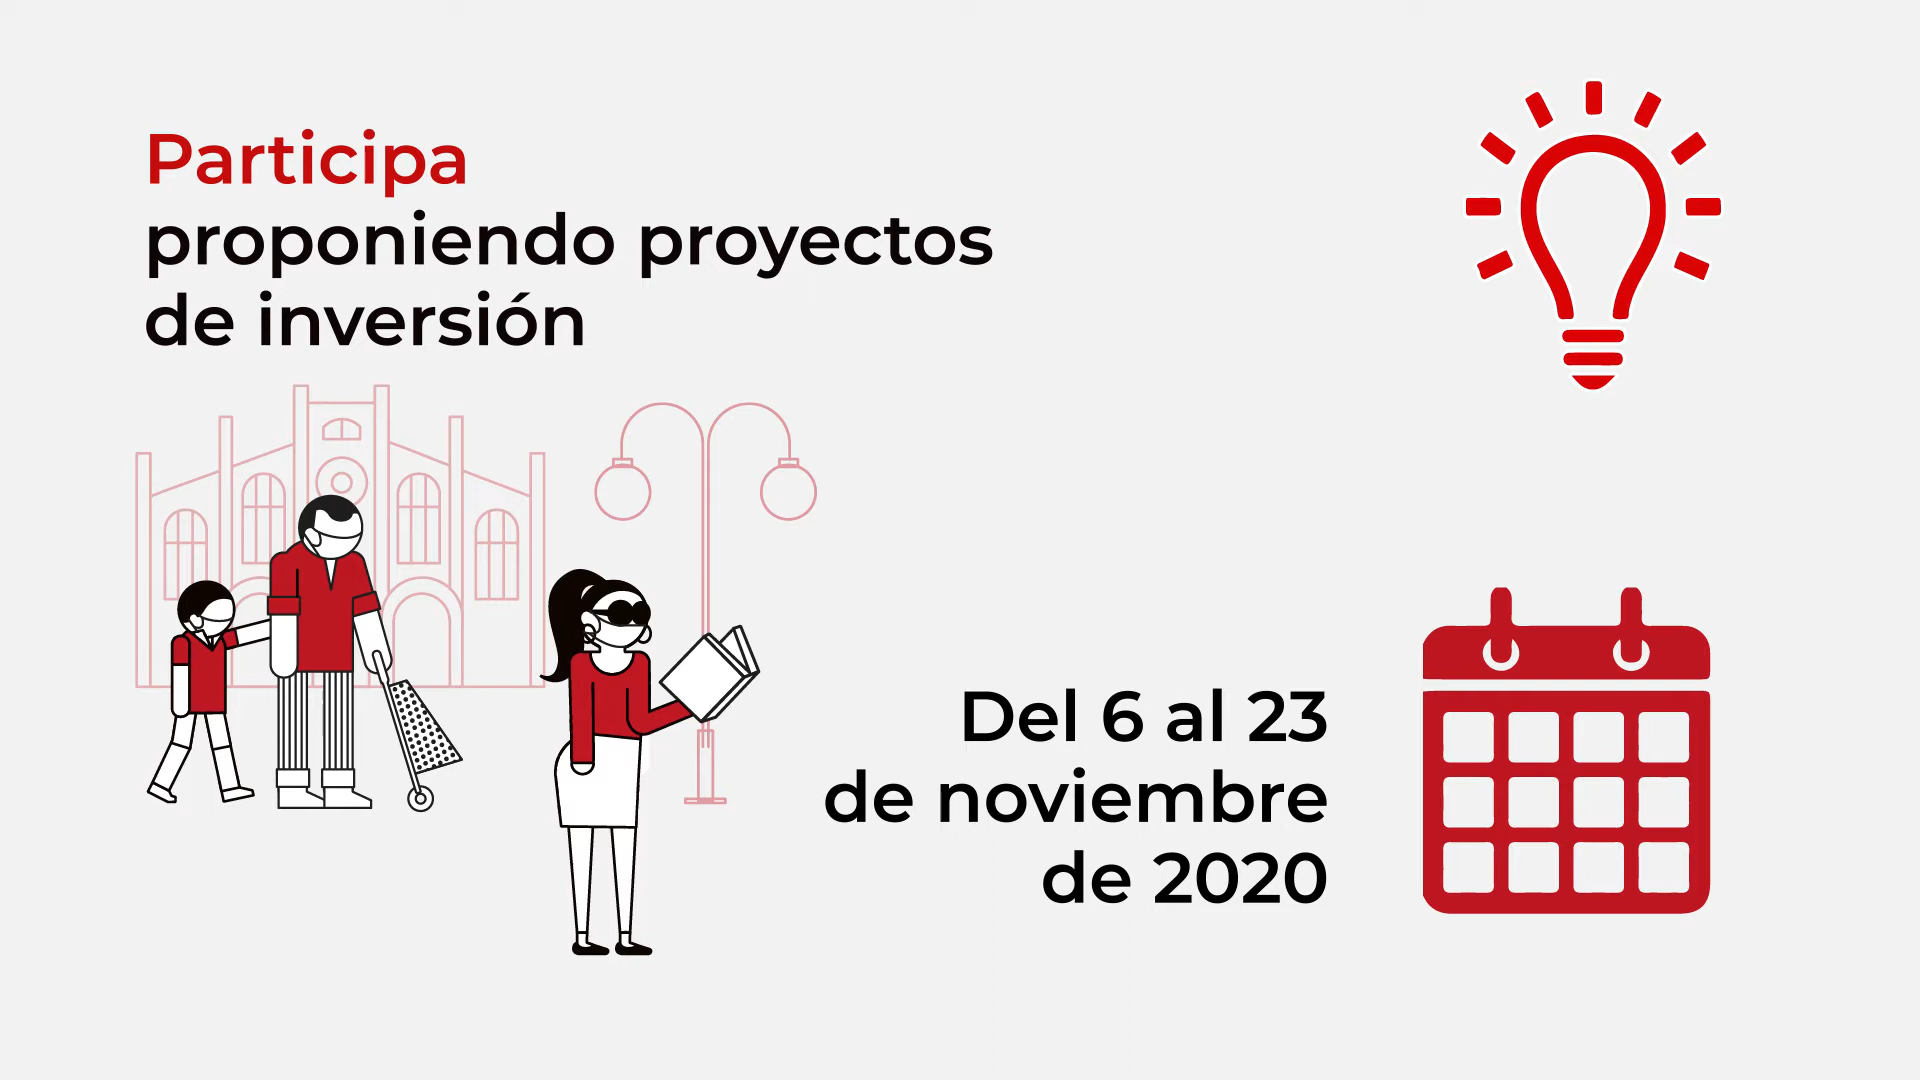 Participa
proponiendo proyectos
de inversión
Del 6 al 23
de noviembre
de 2020